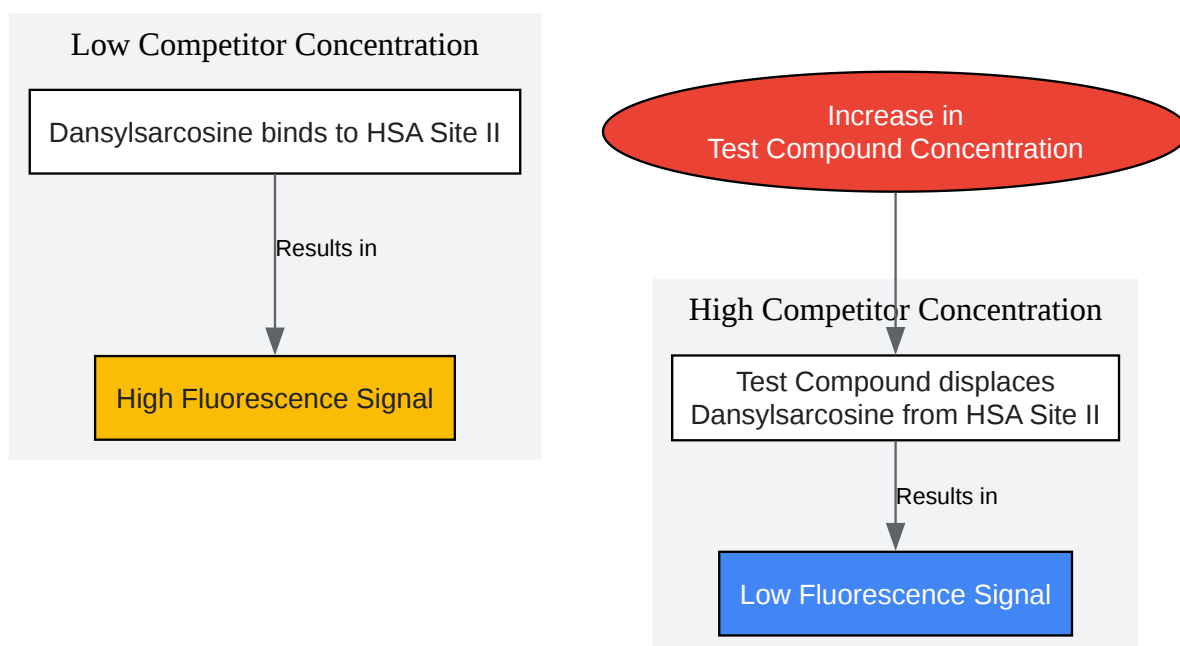 Low Competitor Concentration
Dansylsarcosine binds to HSA Site II
Results in
High Fluorescence Signal
Increase in
Test Compound Concentration
High Competitor Concentration
Test Compound displaces
Dansylsarcosine from HSA Site II
Results in
Low Fluorescence Signal